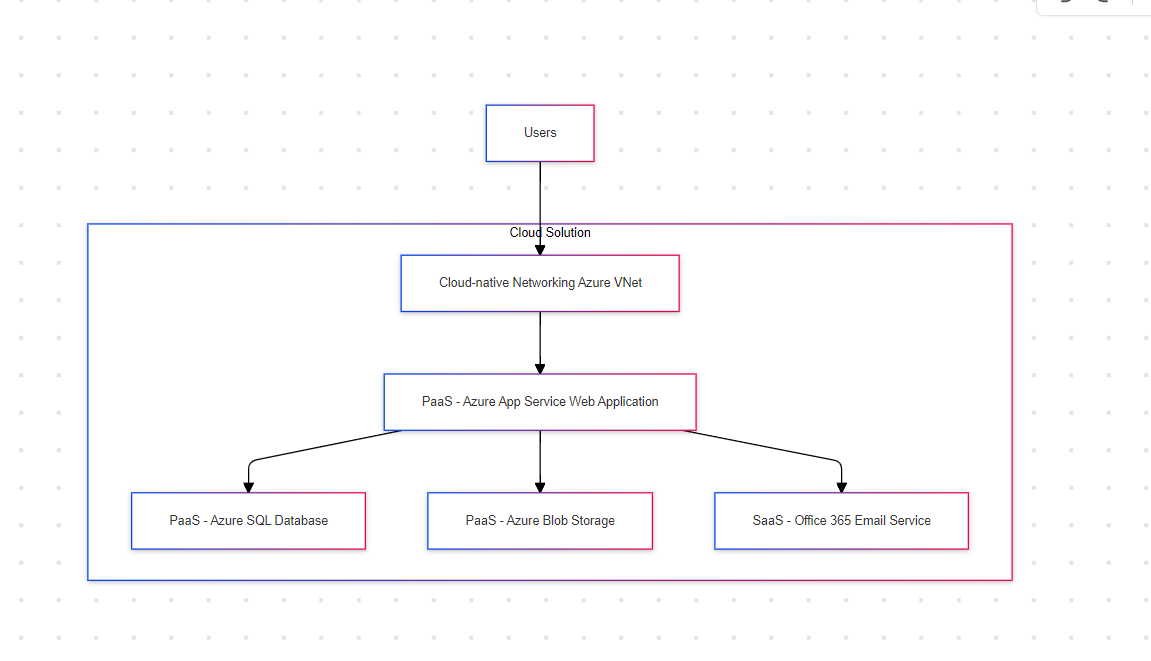 Users
Cloud Solution
Cloud-native Networking Azure VNet
PaaS - Azure App Service Web Application
PaaS - Azure SQL Database
PaaS - Azure Blob Storage
SaaS - Office 365 Email Service